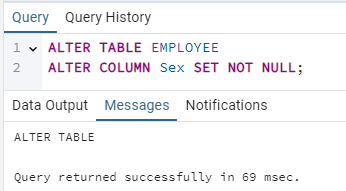 Query Query History
1 ALTER TABLE EMPLOYEE
2 ALTER COLUMN Sex SET NOT NULL;
Data Output Messages Notifications
ALTER TABLE
Query returned successfully in 69 msec.